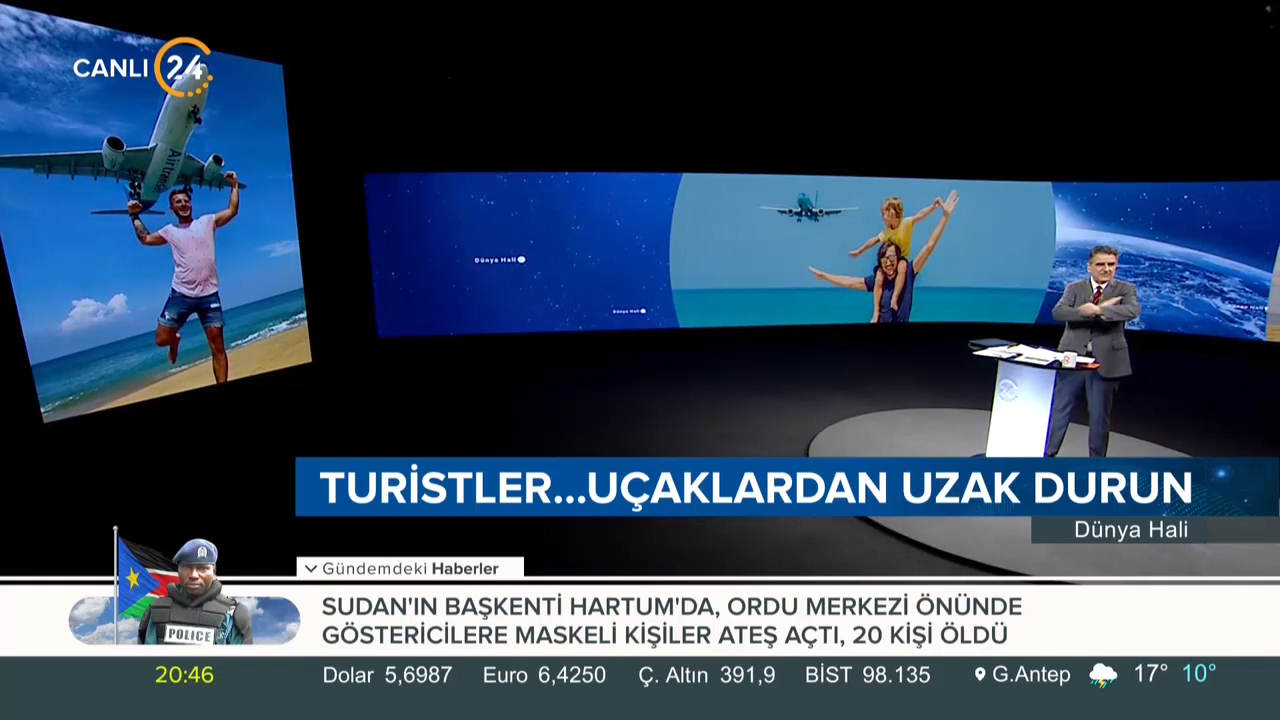 CANLI 24
Airbus
Dünya Hali
Dünya Hali
24
TURİSTLER...UÇAKLARDAN UZAK DURUN
Dünya Hali
Gündemdeki Haberler
POLICE
SUDAN'IN BAŞKENTİ HARTUM'DA, ORDU MERKEZİ ÖNÜNDE
GÖSTERİCİLERE MASKELİ KİŞİLER ATEŞ AÇTI, 20 KİŞİ ÖLDÜ
20:46 Dolar 5,6987 Euro 6,4250 Ç. Altın 391,9 BİST 98.135 G.Antep 17° 10°